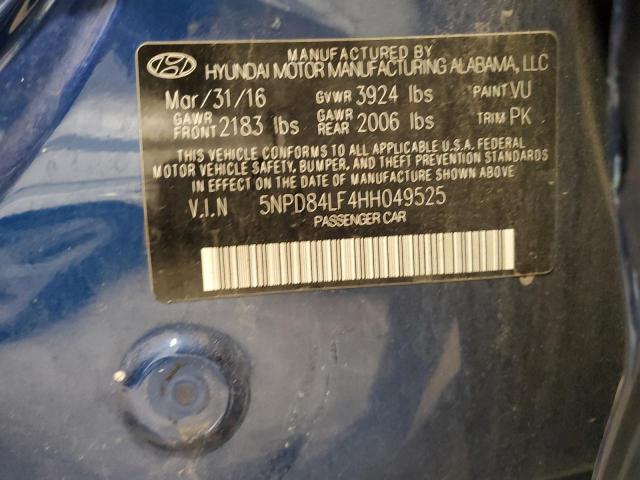 MANUFACTURED BY
HYUNDAI MOTOR MANUFACTURING ALABAMA, LLC
Mar/31/16 GVWR 3924 lbs PAINT VU
GAWR FRONT 2183 lbs GAWR REAR 2006 lbs TRIM PK
THIS VEHICLE CONFORMS TO ALL APPLICABLE U.S.A. FEDERAL
MOTOR VEHICLE SAFETY, BUMPER, AND THEFT PREVENTION STANDARDS
IN EFFECT ON THE DATE OF MANUFACTURE SHOWN ABOVE
V.I.N 5NPD84LF4HH049525
PASSENGER CAR